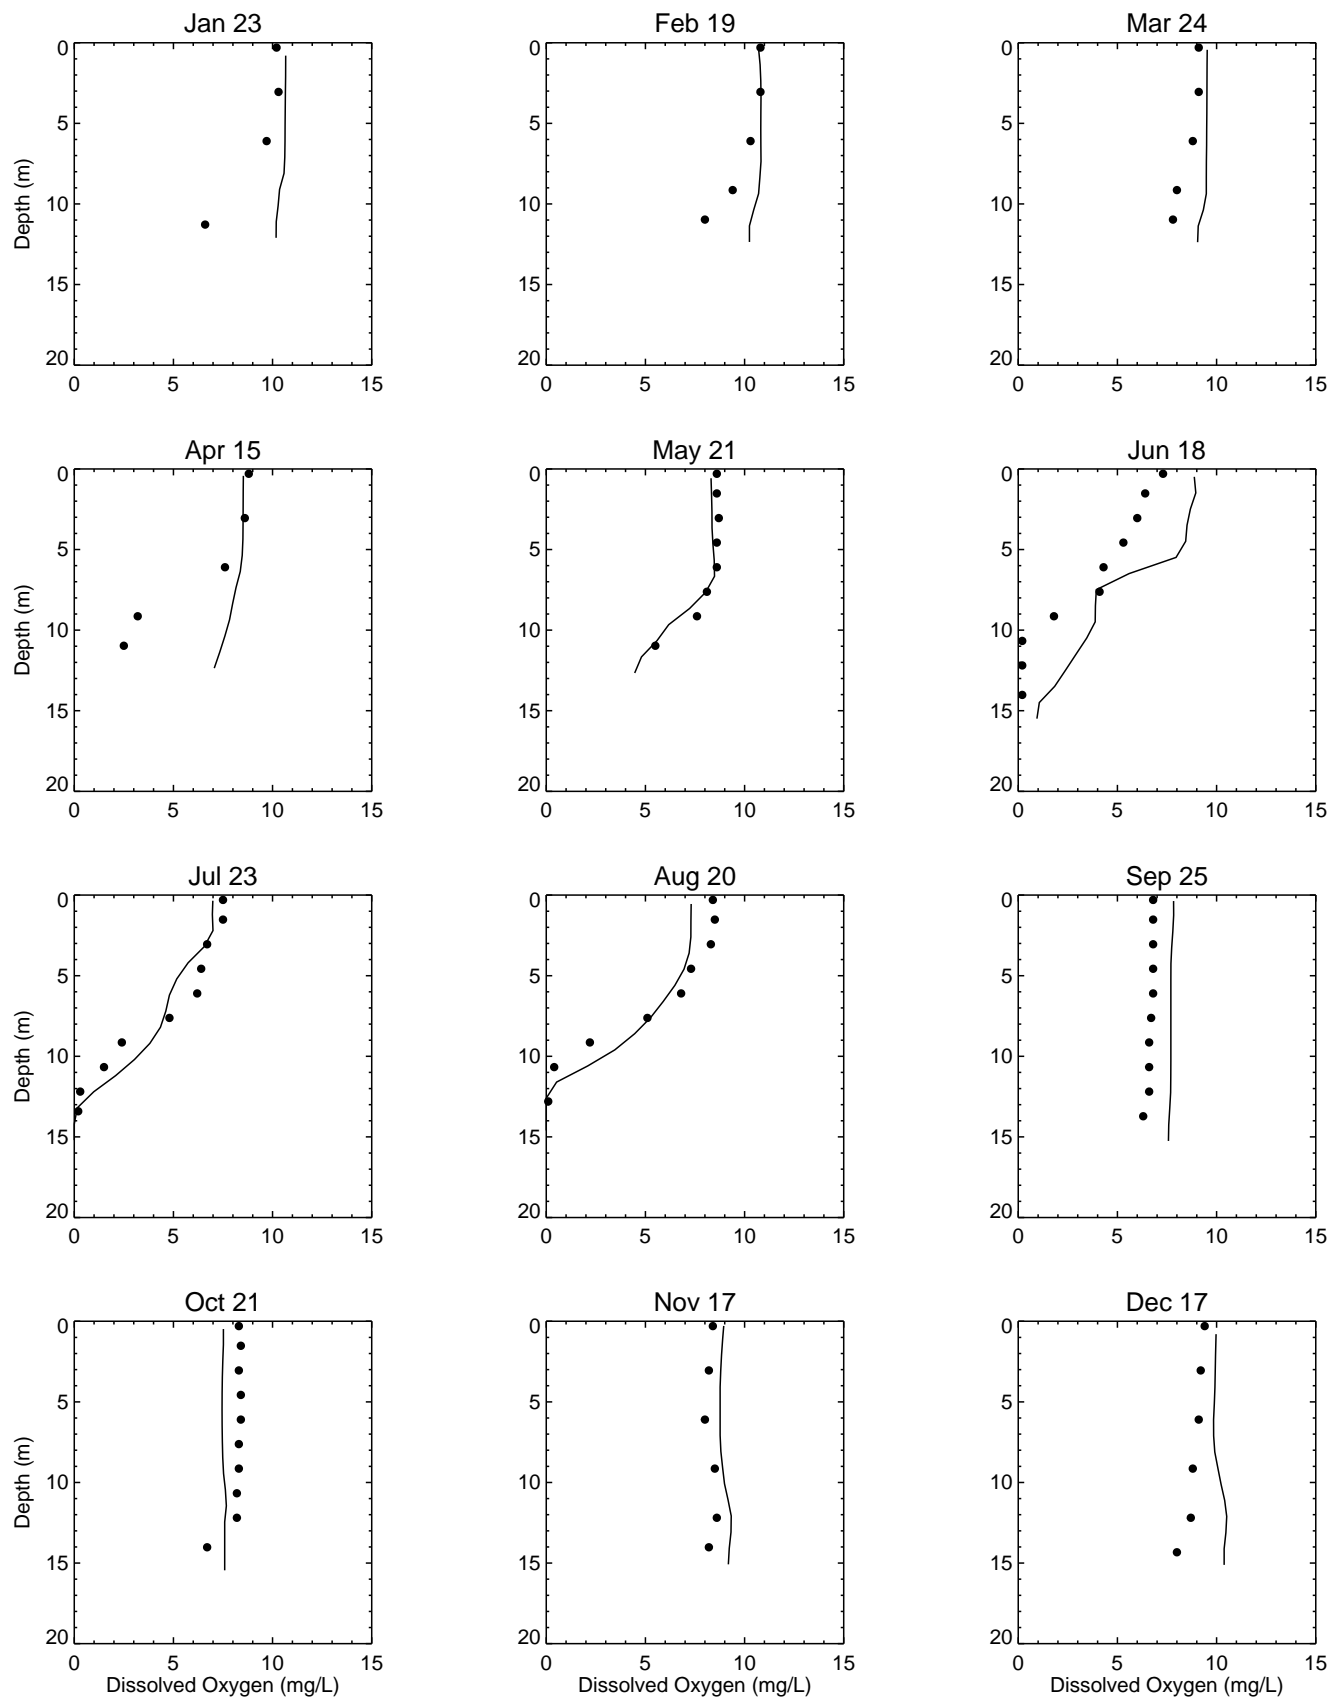 Jan 23 Feb 19 Mar 24
0 0 0
5 5 5
Depth (m)
10 10 10
15 15 15
20 20 20
0 5 10 15 0 5 10 15 0 5 10 15
Apr 15 May 21 Jun 18
0 0 0
5 5 5
Depth (m)
10 10 10
15 15 15
20 20 20
0 5 10 15 0 5 10 15 0 5 10 15
Jul 23 Aug 20 Sep 25
0 0 0
5 5 5
Depth (m)
10 10 10
15 15 15
20 20 20
0 5 10 15 0 5 10 15 0 5 10 15
Oct 21 Nov 17 Dec 17
0 0 0
5 5 5
Depth (m)
10 10 10
15 15 15
20 20 20
0 5 10 15 0 5 10 15 0 5 10 15
Dissolved Oxygen (mg/L) Dissolved Oxygen (mg/L) Dissolved Oxygen (mg/L)